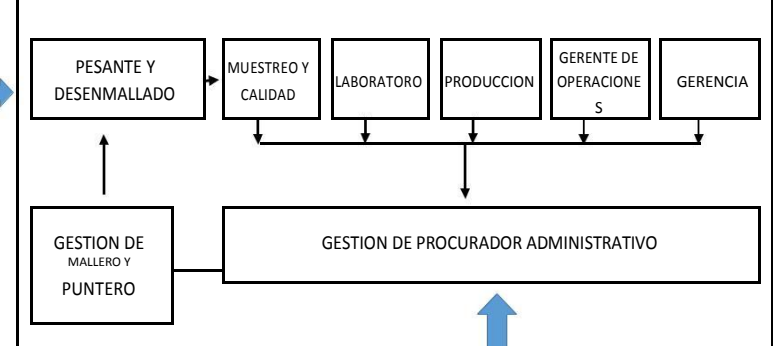 PESANTE Y
DESENMALLADO
MUESTREO Y
CALIDAD
LABORATORO
PRODUCCION
GERENTE DE
OPERACIONE
S
GERENCIA
GESTION DE
MALLERO Y
PUNTERO
GESTION DE PROCURADOR ADMINISTRATIVO